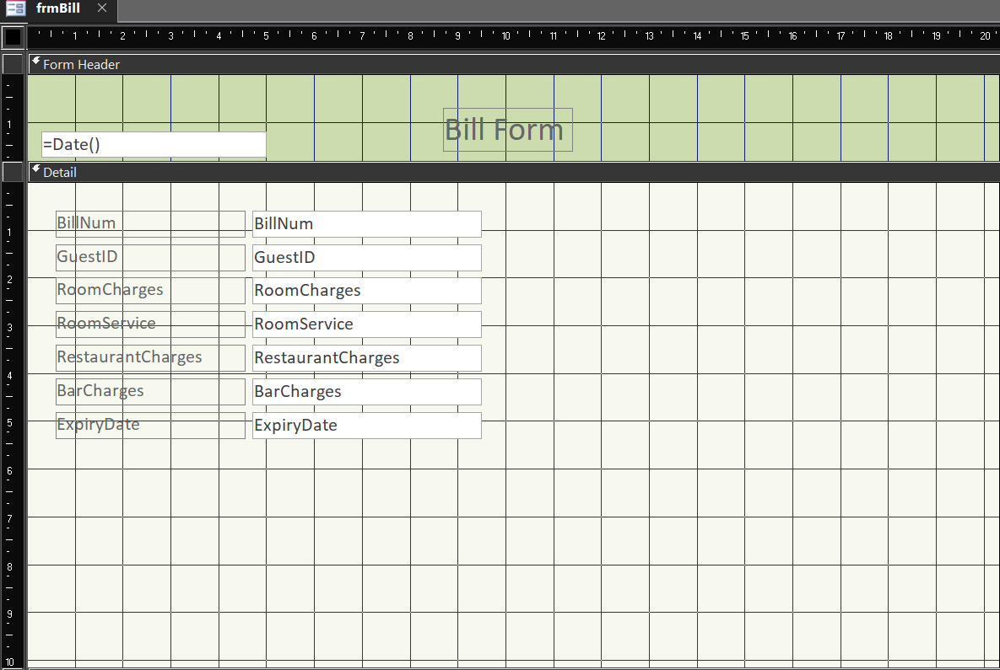 frmBill
1 2 3 4 5 6 7 8 9 10 11 12 13 14 15 16 17 18 19 20
Form Header
1
Bill Form
=Date()
Detail
BillNum BillNum
1
GuestID GuestID
2
RoomCharges RoomCharges
RoomService RoomService
3
RestaurantCharges RestaurantCharges
4
BarCharges BarCharges
5
ExpiryDate ExpiryDate
6
7
8
9
10